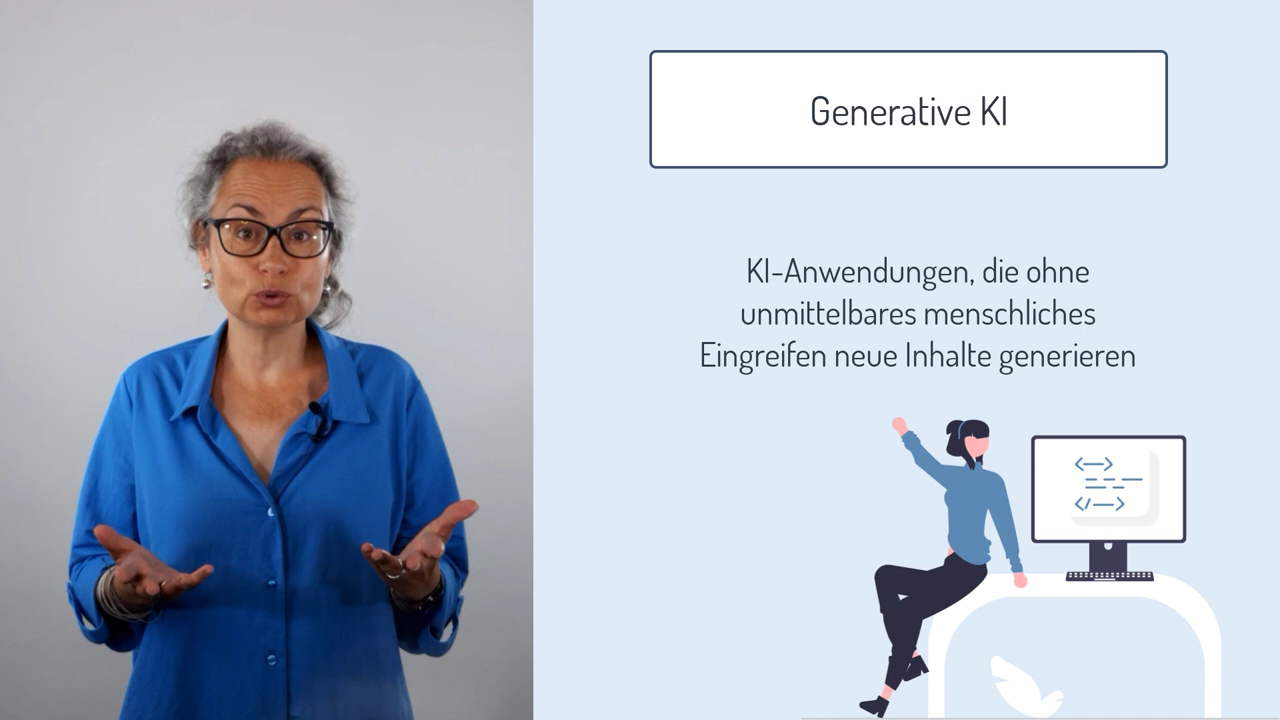 Generative KI
KI-Anwendungen, die ohne
unmittelbares menschliches
Eingreifen neue Inhalte generieren